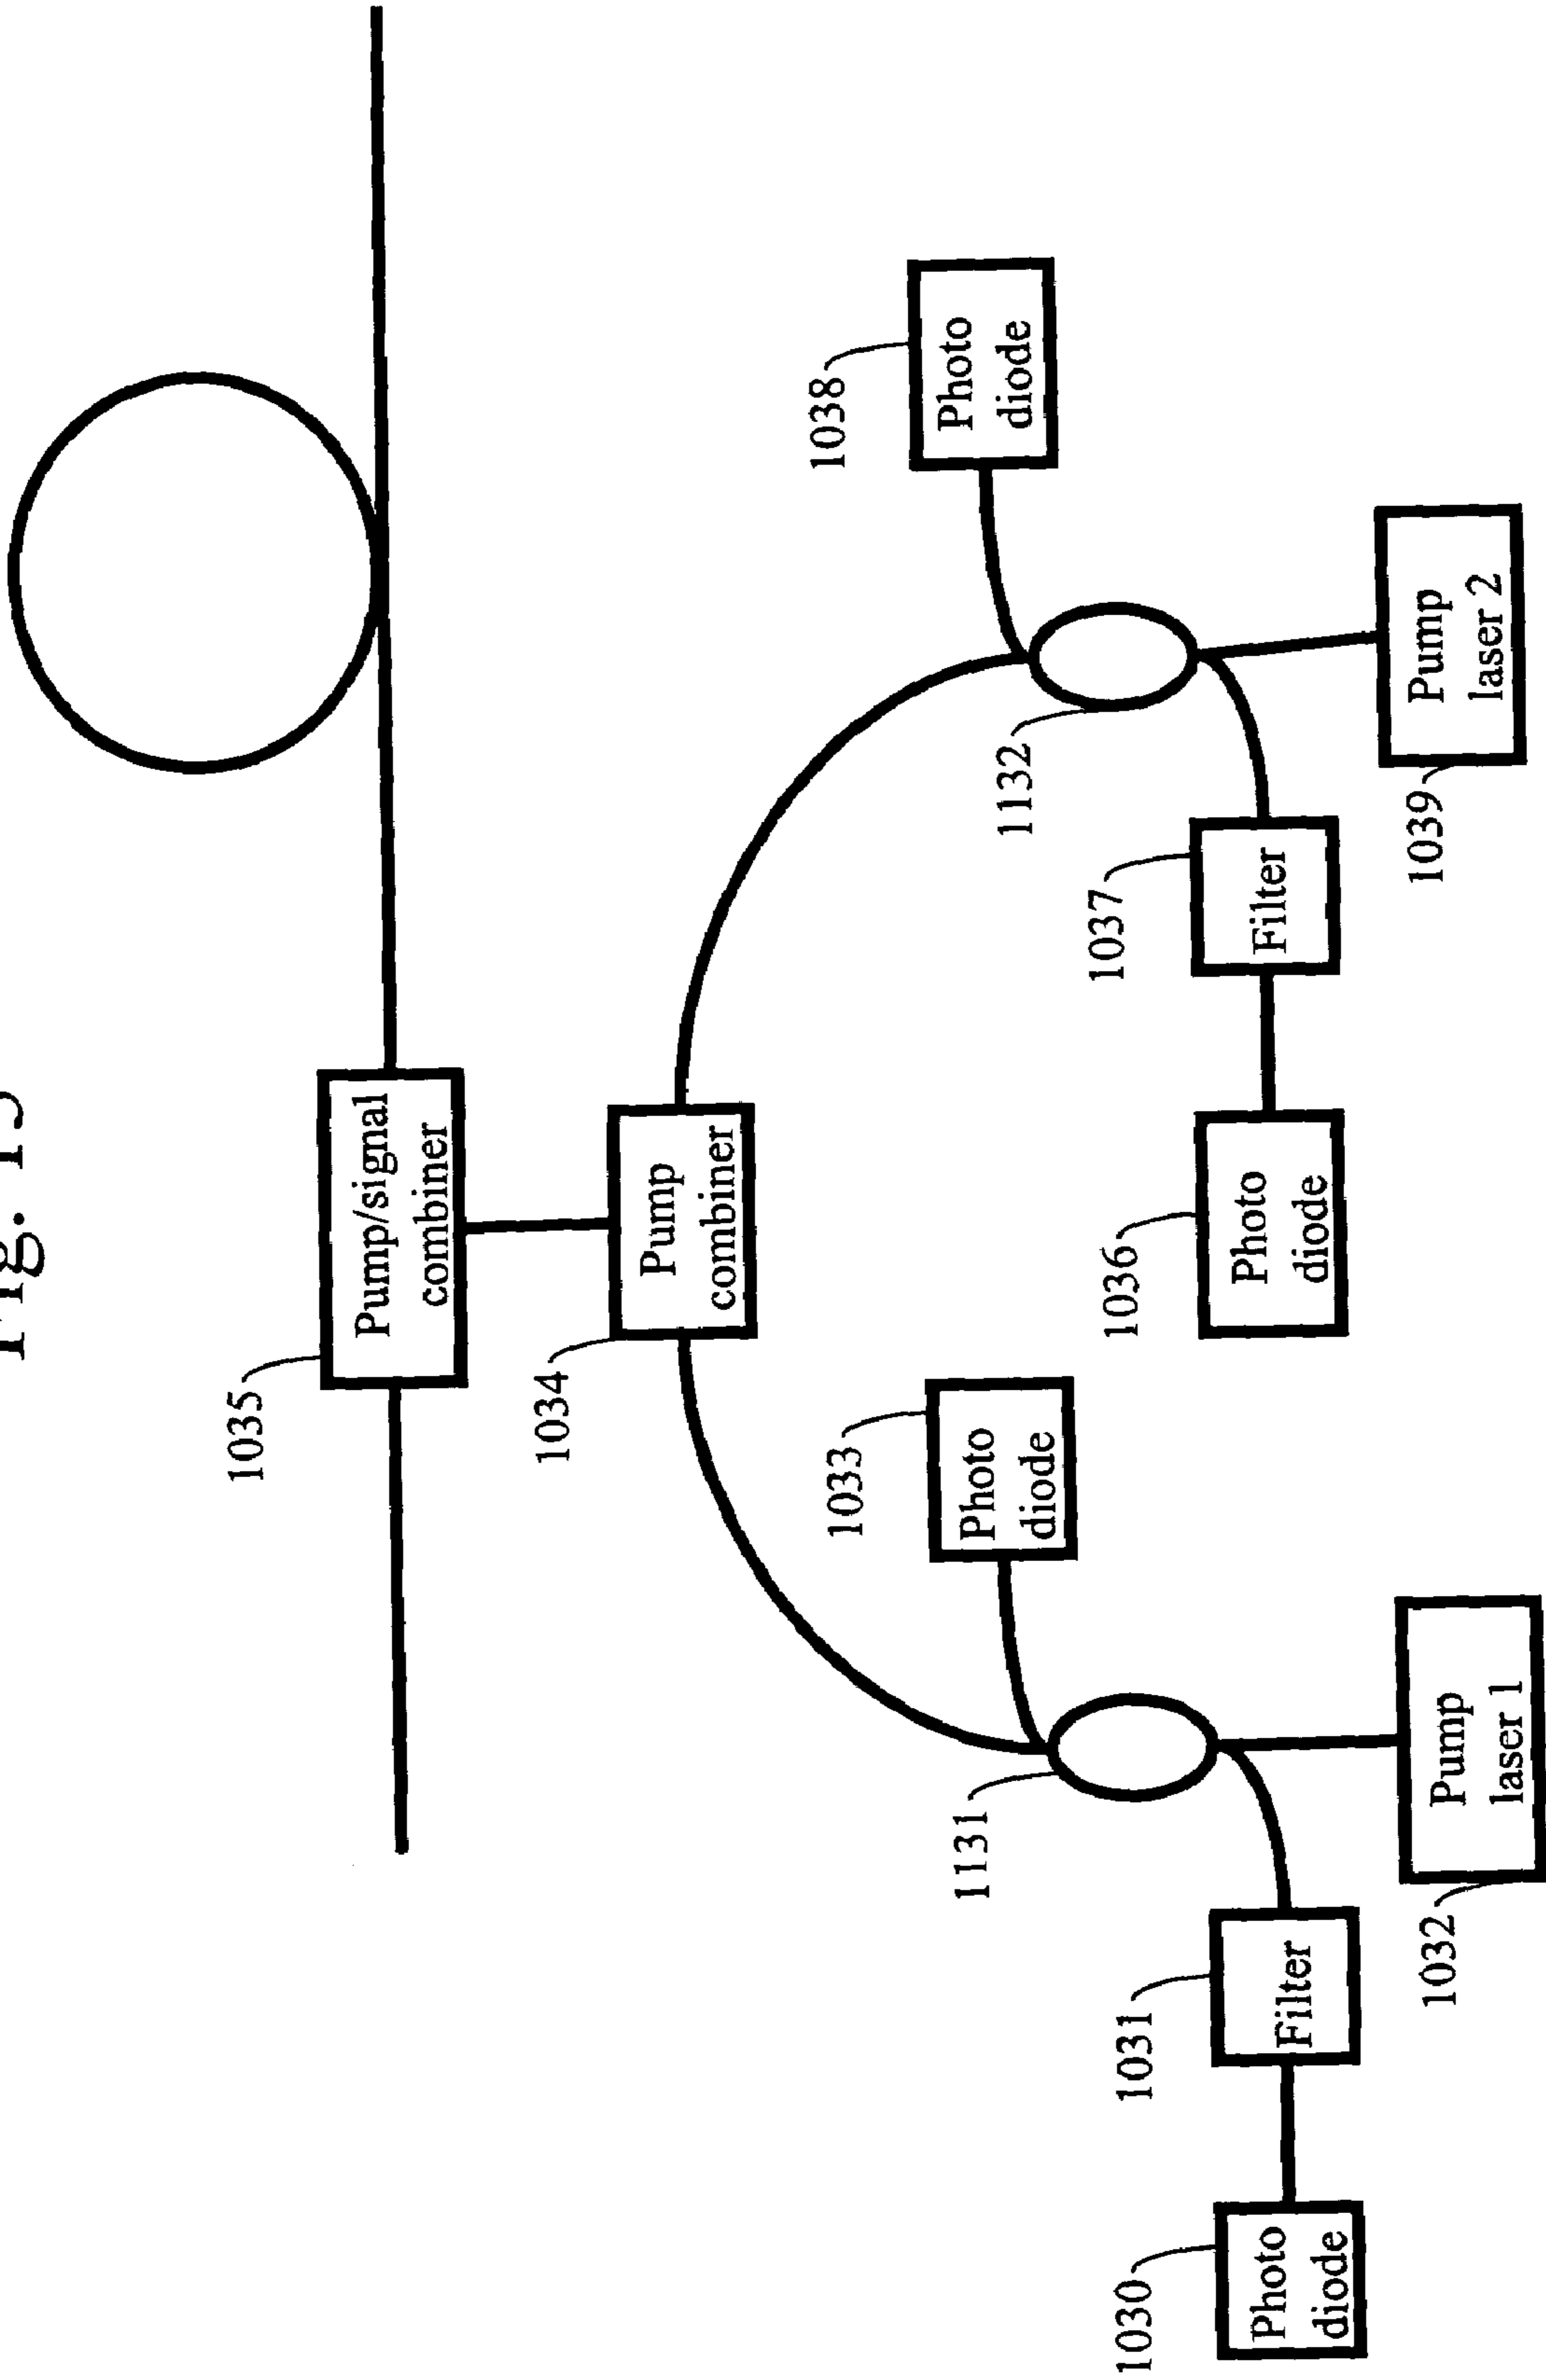 Fig.
1035
Pump/signal
combiner
1034
Pump
combiner
1033
Photo
diode
1038
Photo
diode
1131
1132
1030
Photo
diode
1031
Filter
1032
Pump
laser 1
1036
Photo
diode
1037
Filter
1039
Pump
laser 2